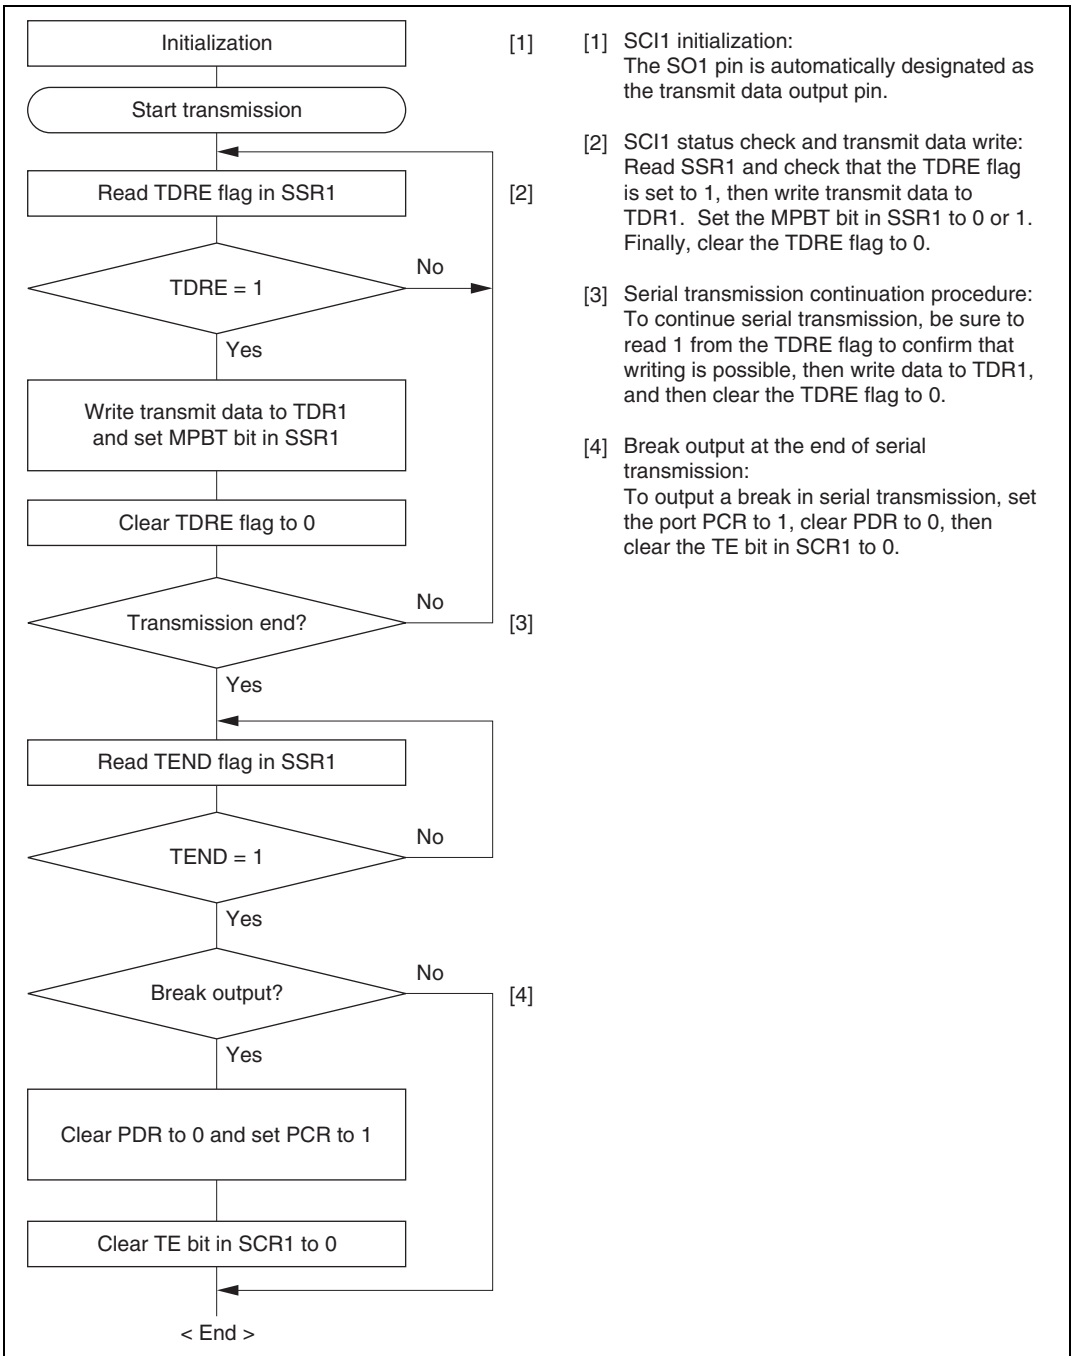 Initialization
[1]
Start transmission
Read TDRE flag in SSR1
[2]
TDRE = 1
No
Yes
Write transmit data to TDR1
and set MPBT bit in SSR1
Clear TDRE flag to 0
Transmission end?
No
[3]
Yes
Read TEND flag in SSR1
TEND = 1
No
Yes
Break output?
No
[4]
Yes
Clear PDR to 0 and set PCR to 1
Clear TE bit in SCR1 to 0
< End >
[1] SCI1 initialization:
The SO1 pin is automatically designated as
the transmit data output pin.
[2] SCI1 status check and transmit data write:
Read SSR1 and check that the TDRE flag
is set to 1, then write transmit data to
TDR1. Set the MPBT bit in SSR1 to 0 or 1.
Finally, clear the TDRE flag to 0.
[3] Serial transmission continuation procedure:
To continue serial transmission, be sure to
read 1 from the TDRE flag to confirm that
writing is possible, then write data to TDR1,
and then clear the TDRE flag to 0.
[4] Break output at the end of serial
transmission:
To output a break in serial transmission, set
the port PCR to 1, clear PDR to 0, then
clear the TE bit in SCR1 to 0.